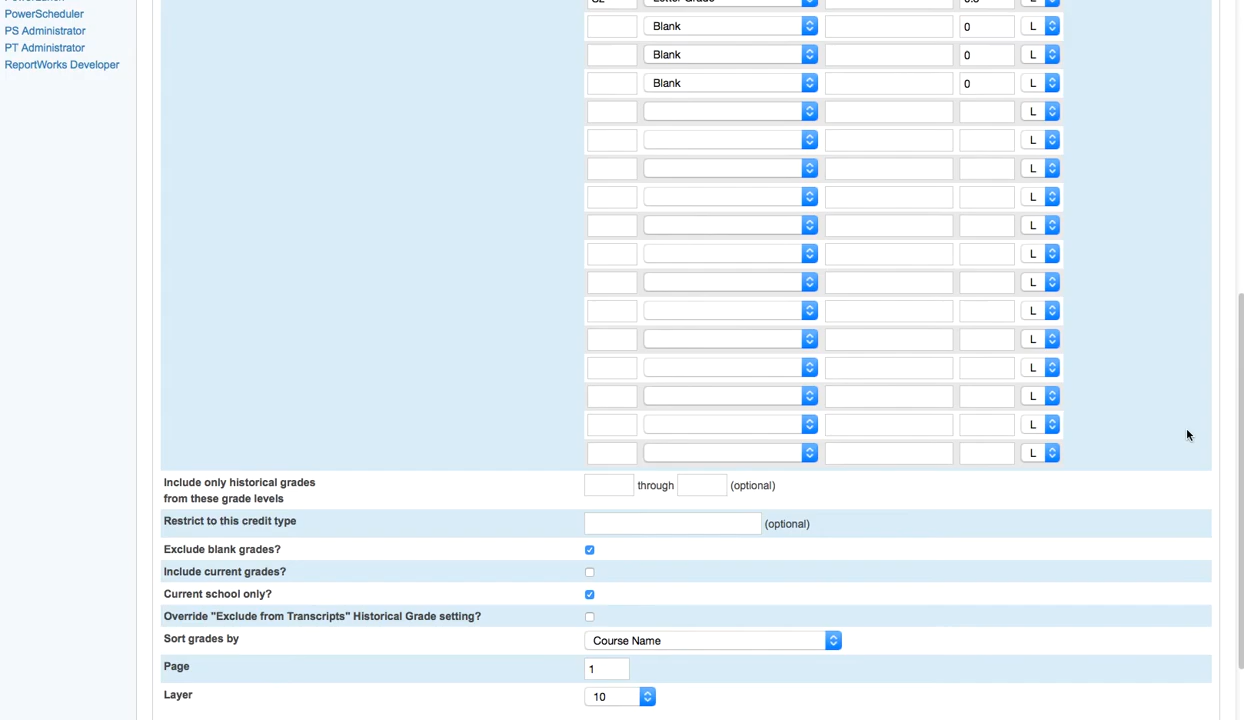 PowerScheduler
PS Administrator
PT Administrator
ReportWorks Developer
Blank 0 L
Blank 0 L
Blank 0 L
L
L
L
L
L
L
L
L
L
L
L
L
L
Include only historical grades
from these grade levels
through (optional)
Restrict to this credit type (optional)
Exclude blank grades?
Include current grades?
Current school only?
Override "Exclude from Transcripts" Historical Grade setting?
Sort grades by Course Name
Page 1
Layer 10